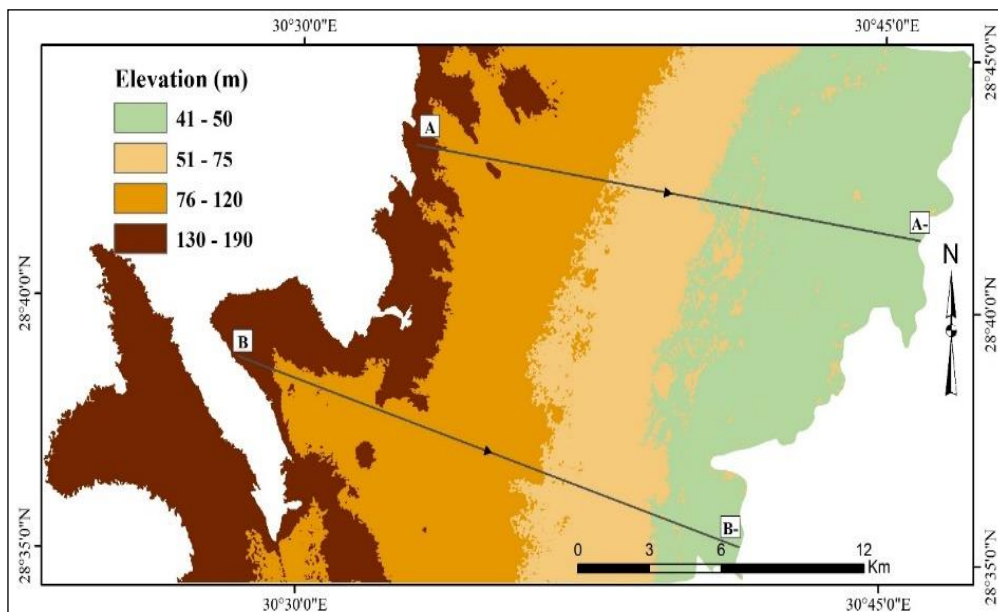 30°30'0"E
30°45'0"E
Elevation (m)
41 - 50
51 - 75
76 - 120
130 - 190
28°45'0"N
A
A-
N
28°40'0"N
28°40'0"N
B
B-
0 3 6 12
Km
28°35'0"N
28°35'0"N
30°30'0"E
30°45'0"E